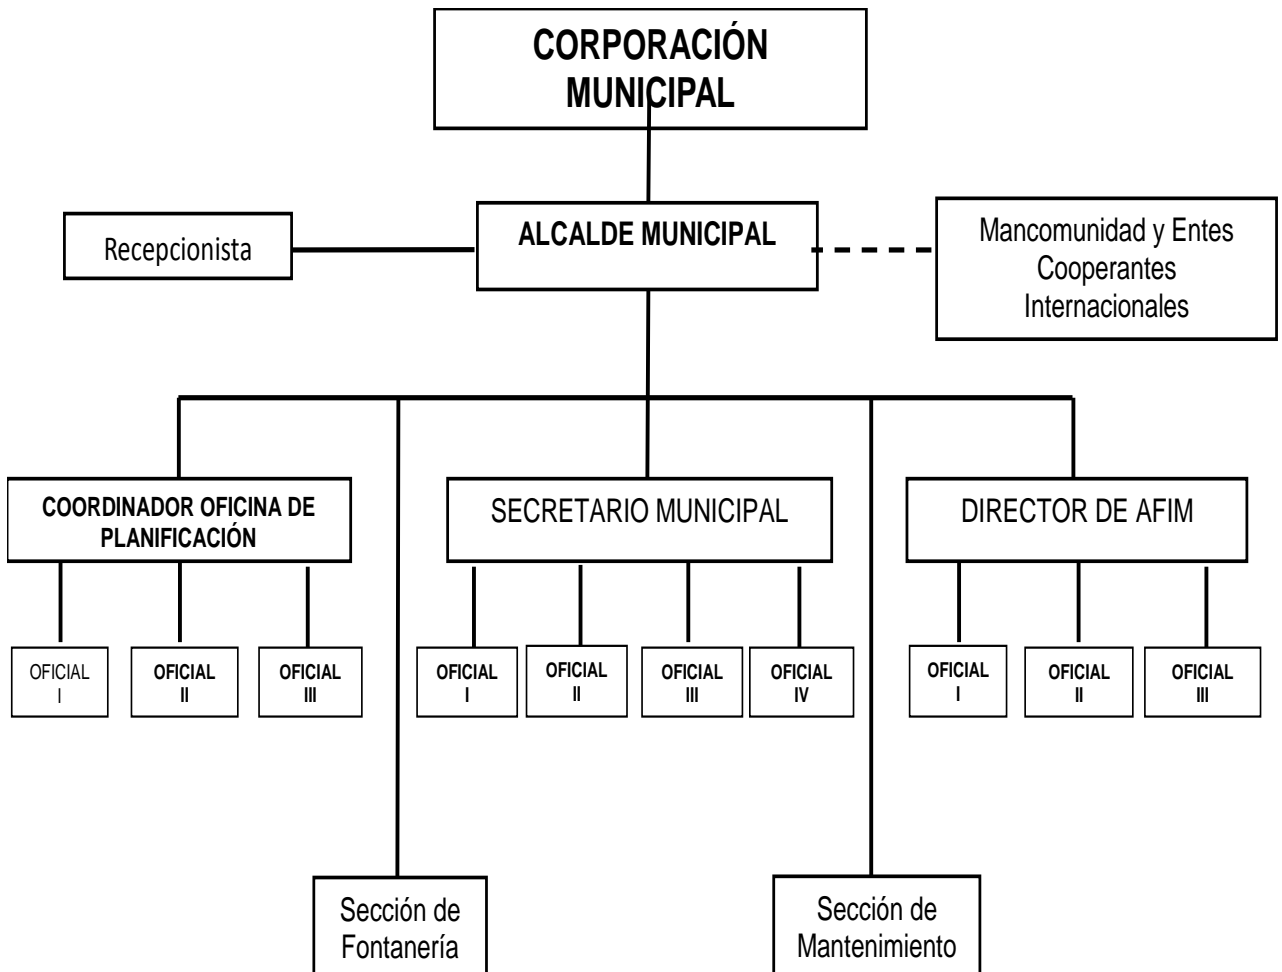 CORPORACIÓN
MUNICIPAL
Recepcionista
ALCALDE MUNICIPAL
Mancomunidad y Entes
Cooperantes
Internacionales
COORDINADOR OFICINA DE
PLANIFICACIÓN
SECRETARIO MUNICIPAL
DIRECTOR DE AFIM
OFICIAL
I
OFICIAL
II
OFICIAL
III
OFICIAL
I
OFICIAL
II
OFICIAL
III
OFICIAL
IV
OFICIAL
I
OFICIAL
II
OFICIAL
III
Sección de
Fontanería
Sección de
Mantenimiento